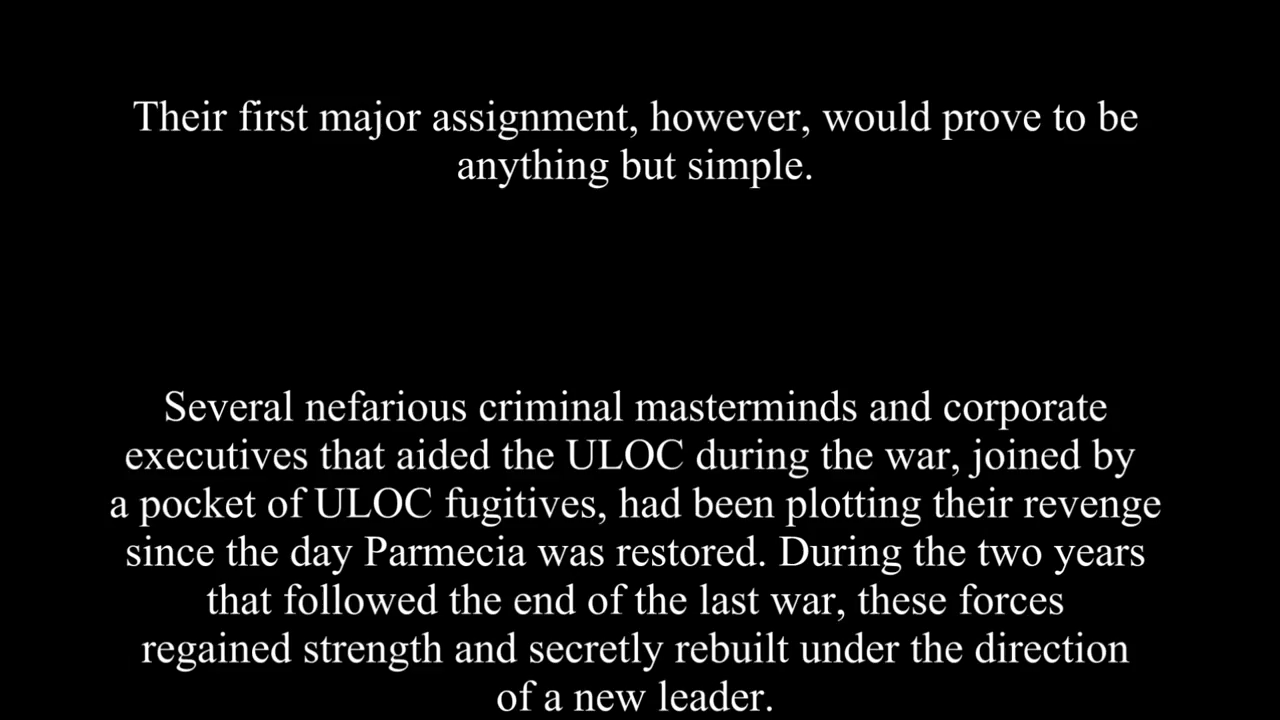 Their first major assignment, however, would prove to be
anything but simple.
Several nefarious criminal masterminds and corporate
executives that aided the ULOC during the war, joined by
a pocket of ULOC fugitives, had been plotting their revenge
since the day Parmecia was restored. During the two years
that followed the end of the last war, these forces
regained strength and secretly rebuilt under the direction
of a new leader.